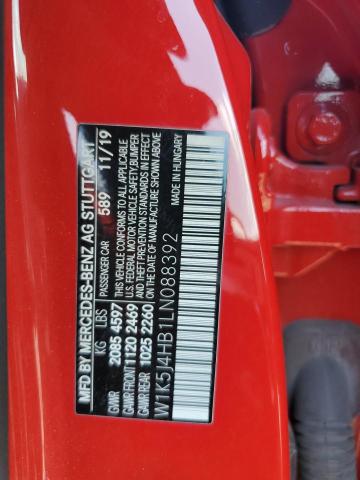 MFD BY MERCEDES-BENZ AG STUTTGART
PASSENGER CAR 589 11/19
KG LBS
GVWR 2085 4597
GAWR FRONT 1120 2469
GAWR REAR 1025 2260
THIS VEHICLE CONFORMS TO ALL APPLICABLE
U.S. FEDERAL MOTOR VEHICLE SAFETY, BUMPER
AND THEFT PREVENTION STANDARDS IN EFFECT
ON THE DATE OF MANUFACTURE SHOWN ABOVE.
W1K5J4HB1LN088392
MADE IN HUNGARY